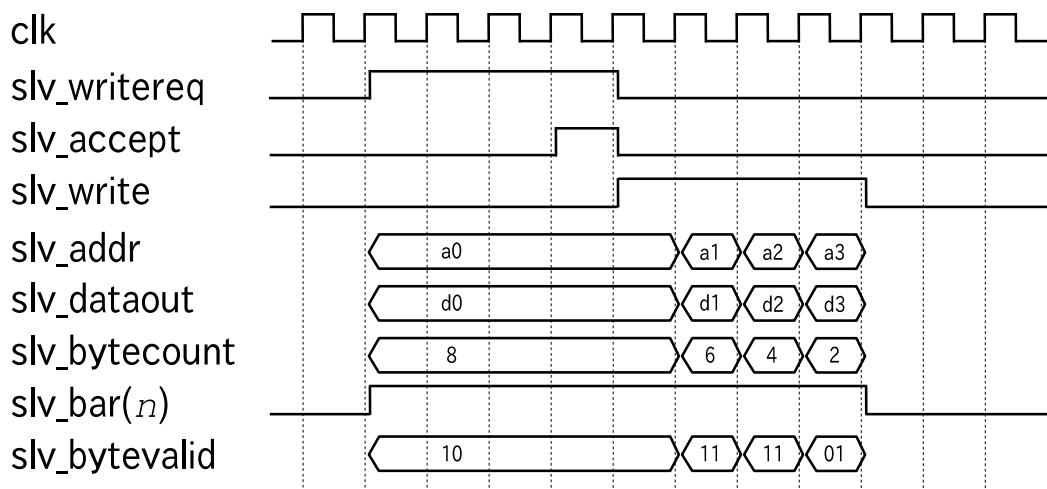 clk
slv_writereq
slv_accept
slv_write
slv_addr a0 a1 a2 a3
slv_dataout d0 d1 d2 d3
slv_bytecount 8 6 4 2
slv_bar(n)
slv_bytevalid 10 11 11 01